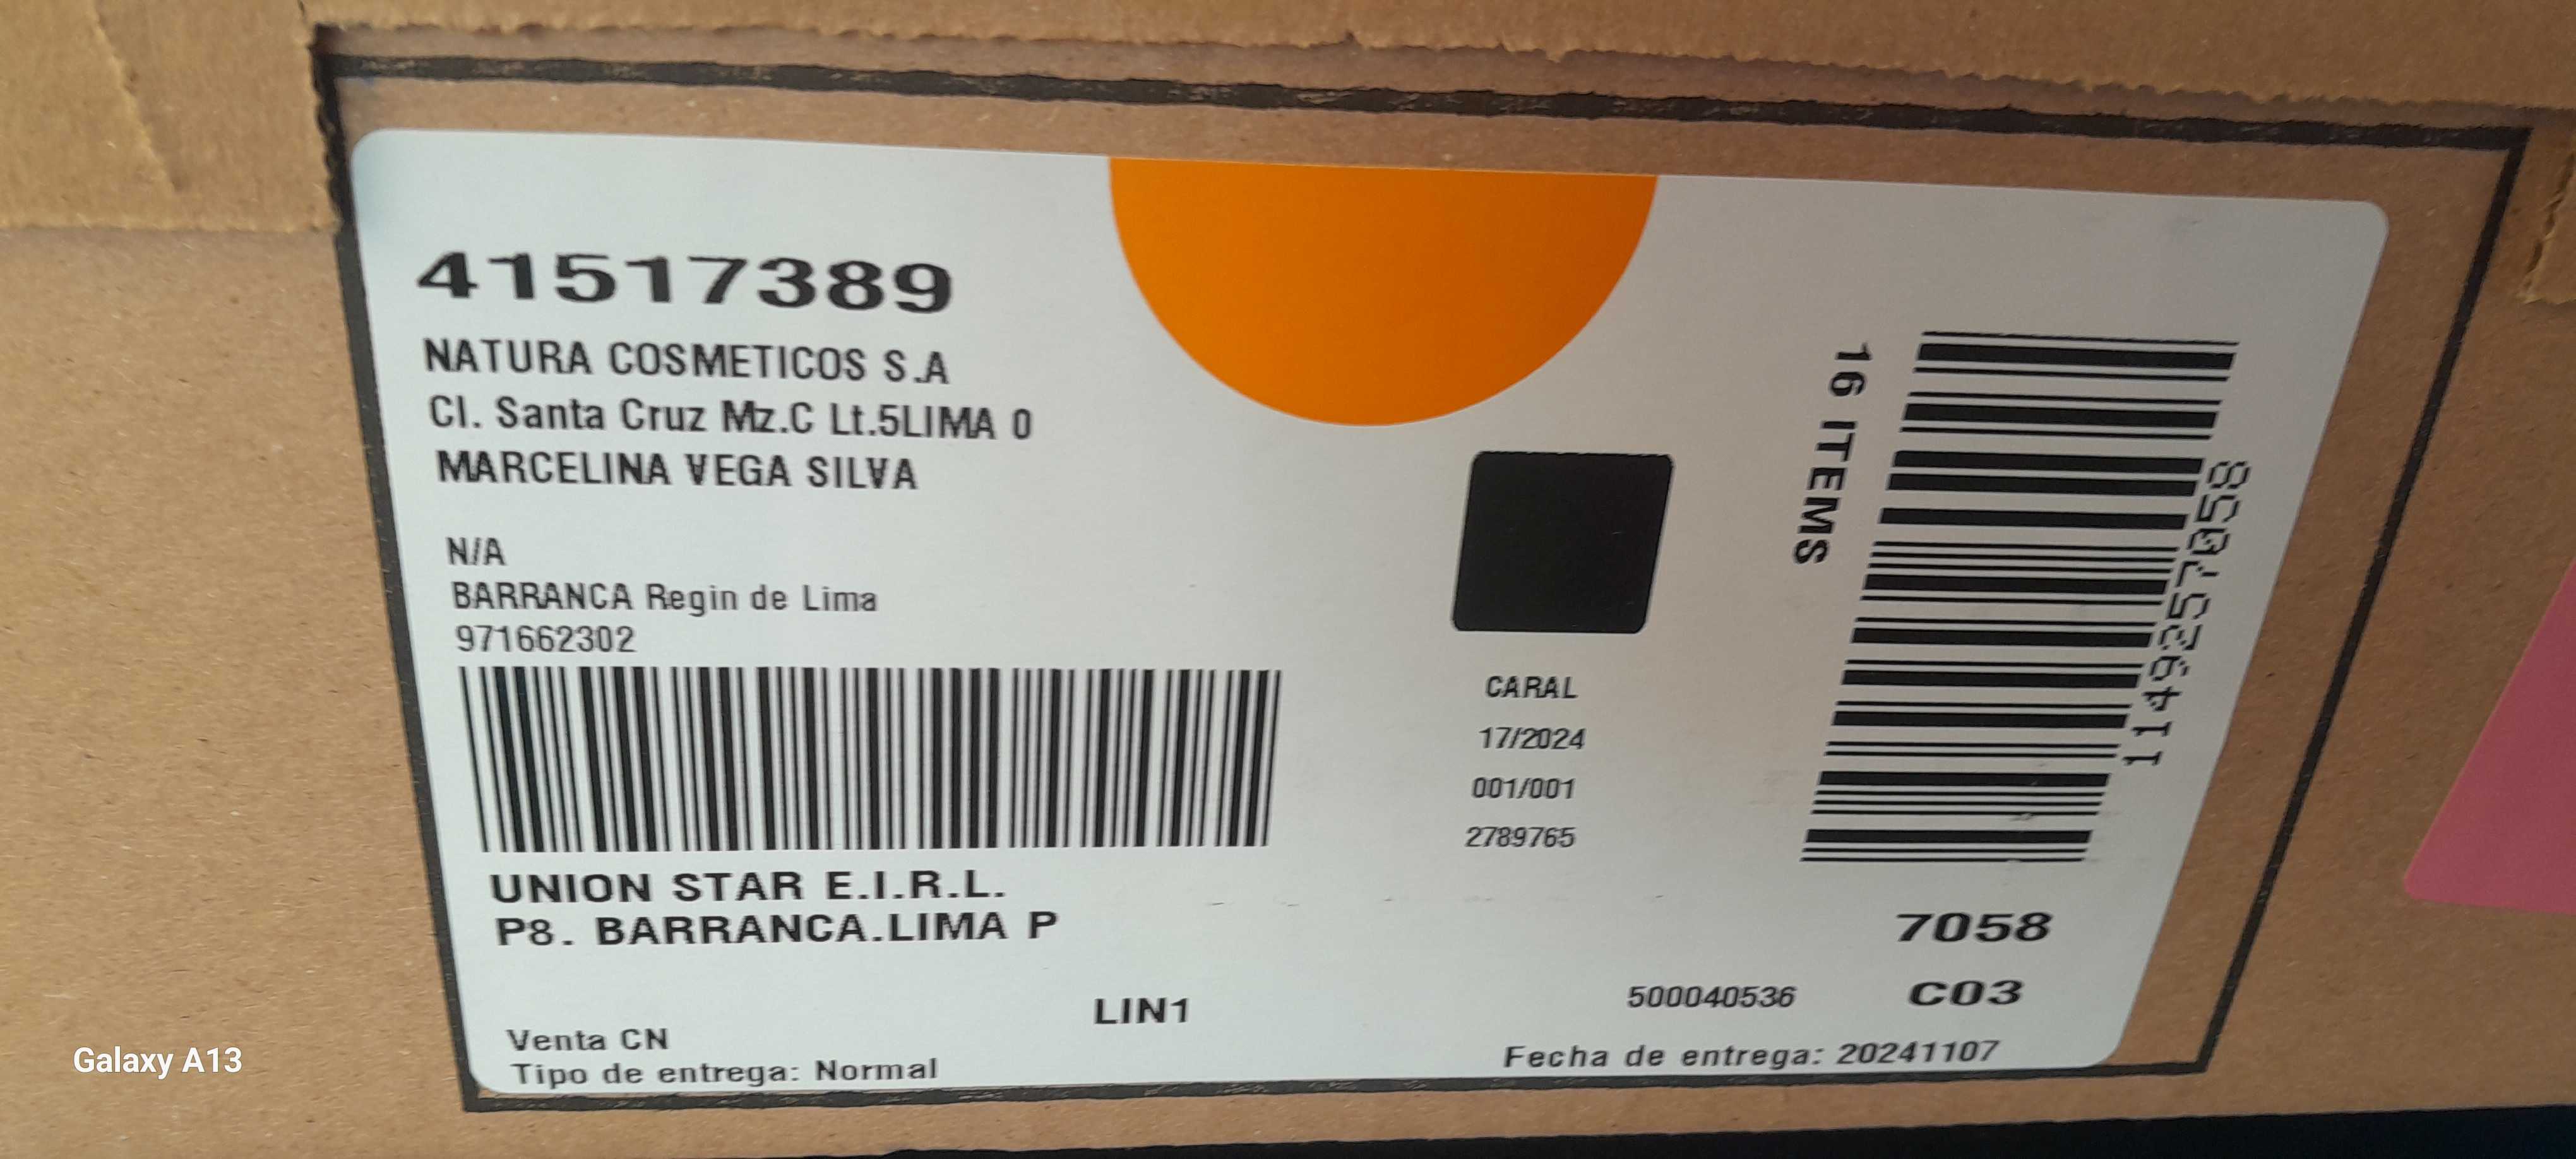 41517389
NATURA COSMETICOS S.A
Cl. Santa Cruz Mz.C Lt.5LIMA 0
MARCELINA VEGA SILVA
N/A
BARRANCA Regin de Lima
971662302
UNION STAR E.I.R.L.
P8. BARRANCA.LIMA P
LIN1
Venta CN
Tipo de entrega: Normal
CARAL
17/2024
001/001
2789765
16 ITEMS
85075269411
7058
500040536 C03
Fecha de entrega: 20241107
Galaxy A13